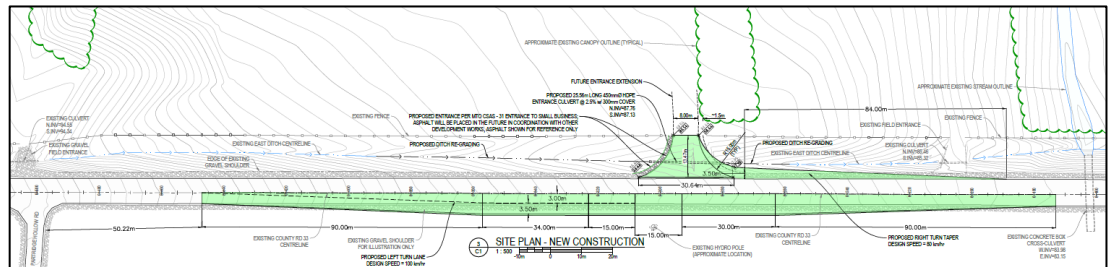 APPROXIMATE EXISTING CANOPY OUTLINE (TYPICAL)
FUTURE ENTRANCE EXTENSION
PROPOSED 25.56m LONG 450mmØ HDPE
ENTRANCE CULVERT @ 2.5% w/ 300mm COVER
N.INV=87.76
S.INV=87.13
PROPOSED ENTRANCE PER MTO CSAS - 31 ENTRANCE TO SMALL BUSINESS,
ASPHALT WILL BE PLACED IN THE FUTURE IN COORDINATION WITH OTHER
DEVELOPMENT WORKS, ASPHALT SHOWN FOR REFERENCE ONLY
APPROXIMATE EXISTING STREAM OUTLINE
84.00m
EXISTING CULVERT
EXISTING GRAVEL
FIELD ENTRANCE
EXISTING FENCE
EXISTING EAST DITCH CENTRELINE
PROPOSED DITCH RE-GRADING
EDGE OF EXISTING
GRAVEL SHOULDER
8.00m
EXISTING FIELD ENTRANCE
EXISTING FENCE
PROPOSED DITCH RE-GRADING
EXISTING EAST DITCH CENTRELINE
EXISTING CULVERT
3.50m
30.64m
3.00m
3.50m
50.22m
90.00m
34.00m
15.00m
15.00m
30.00m
90.00m
PARTRIDGE HOLLOW RD
EXISTING COUNTY RD 33
CENTRELINE
EXISTING GRAVEL SHOULDER
FOR ILLUSTRATION ONLY
PROPOSED LEFT TURN LANE
DESIGN SPEED = 100 km/hr
3
C1
SITE PLAN - NEW CONSTRUCTION
1 : 500
-10m 0 10m 20m
EXISTING HYDRO POLE
(APPROXIMATE LOCATION)
EXISTING COUNTY RD 33
CENTRELINE
PROPOSED RIGHT TURN TAPER
DESIGN SPEED = 80 km/hr
EXISTING CONCRETE BOX
CROSS-CULVERT